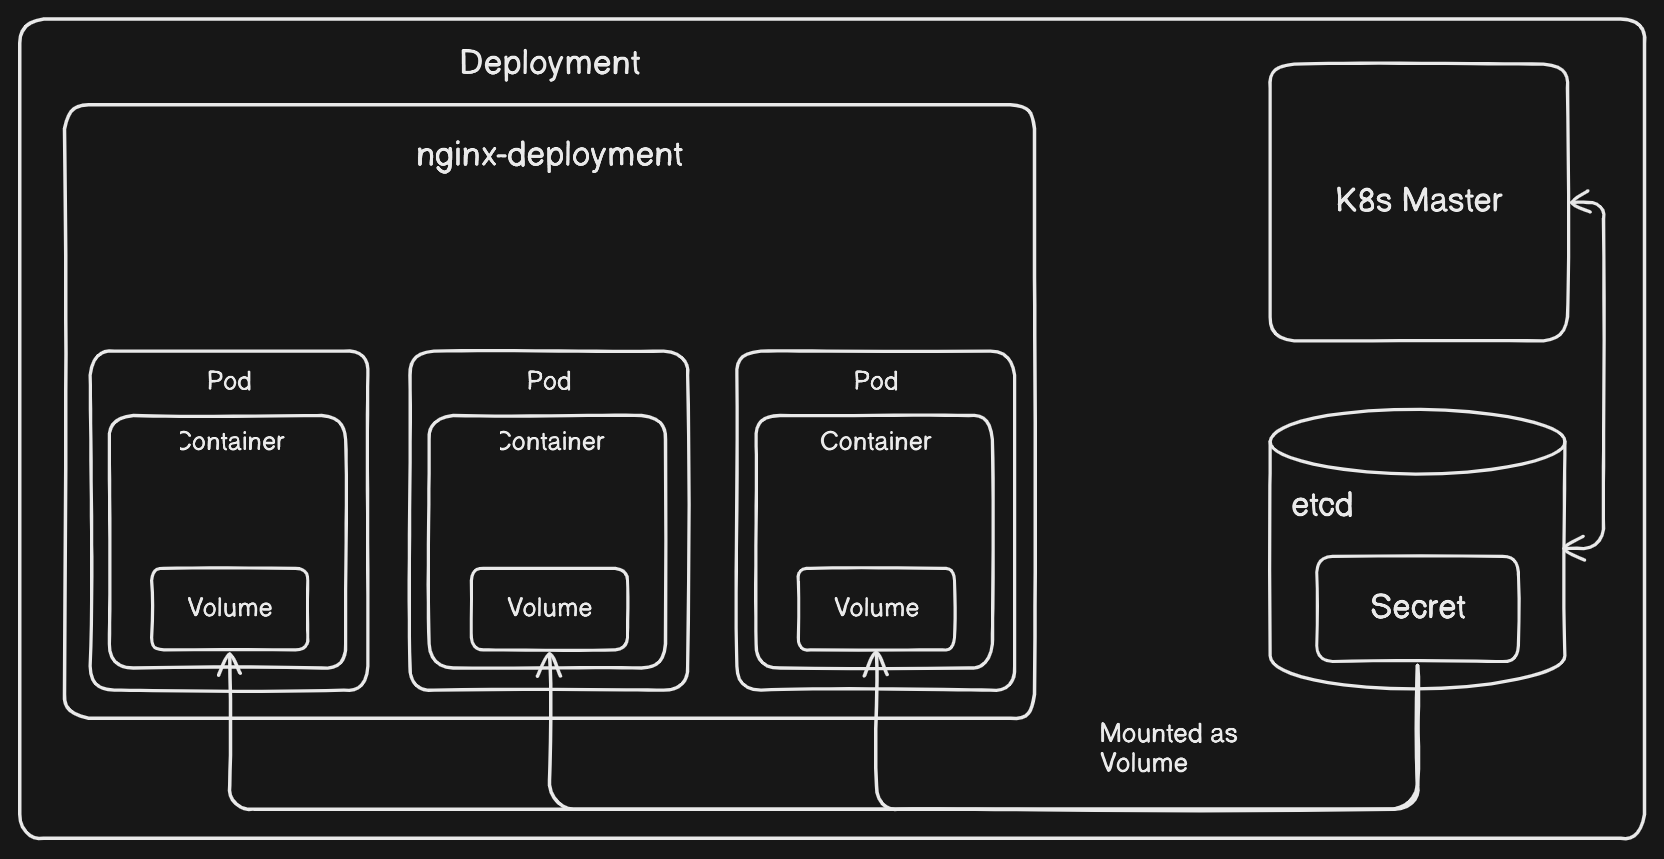 Deployment
nginx-deployment
K8s Master
Pod
Pod
Pod
Container
Container
Container
etcd
Volume
Volume
Volume
Secret
Mounted as
Volume